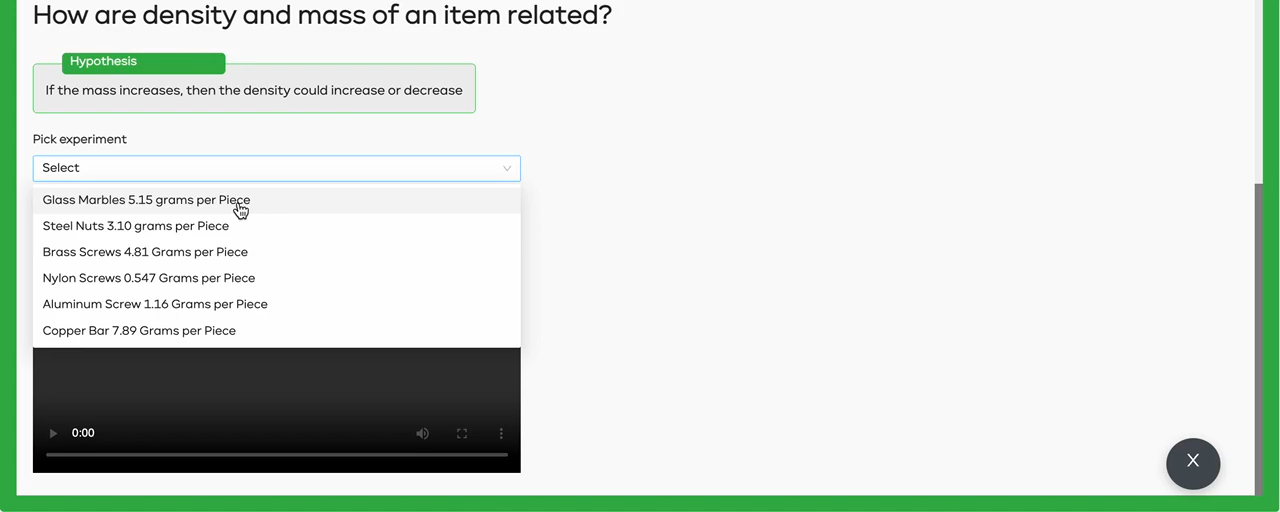 How are density and mass of an item related?
Hypothesis
If the mass increases, then the density could increase or decrease
Pick experiment
Select
Glass Marbles 5.15 grams per Piece
Steel Nuts 3.10 grams per Piece
Brass Screws 4.81 Grams per Piece
Nylon Screws 0.547 Grams per Piece
Aluminum Screw 1.16 Grams per Piece
Copper Bar 7.89 Grams per Piece
0:00
X